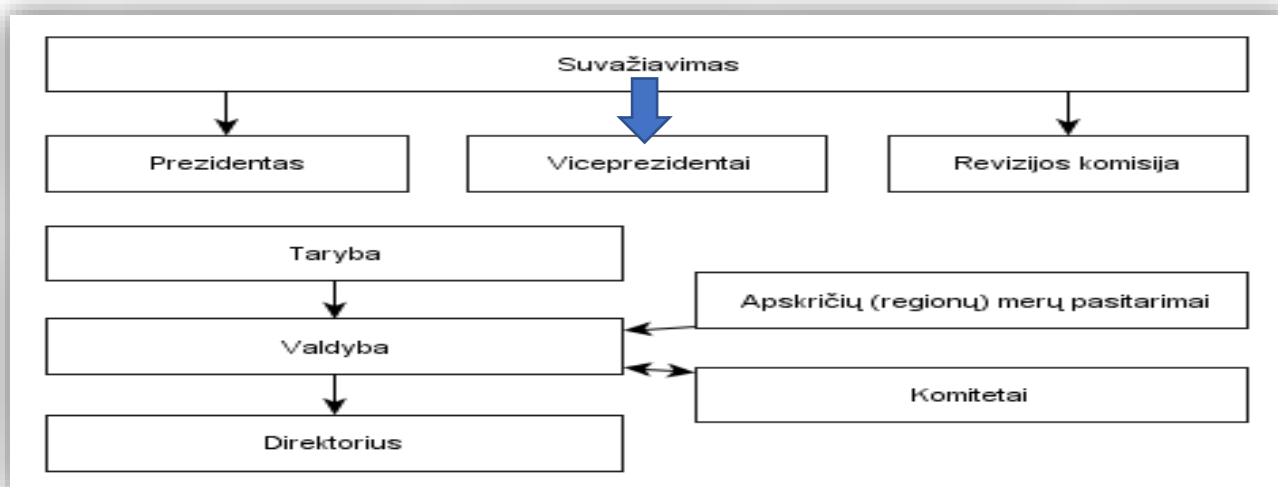 Suvažiavimas
Prezidentas
Viceprezidentai
Revizijos komisija
Taryba
Apskričių (regionų) merų pasitarimai
Valdyba
Komitetai
Direktorius